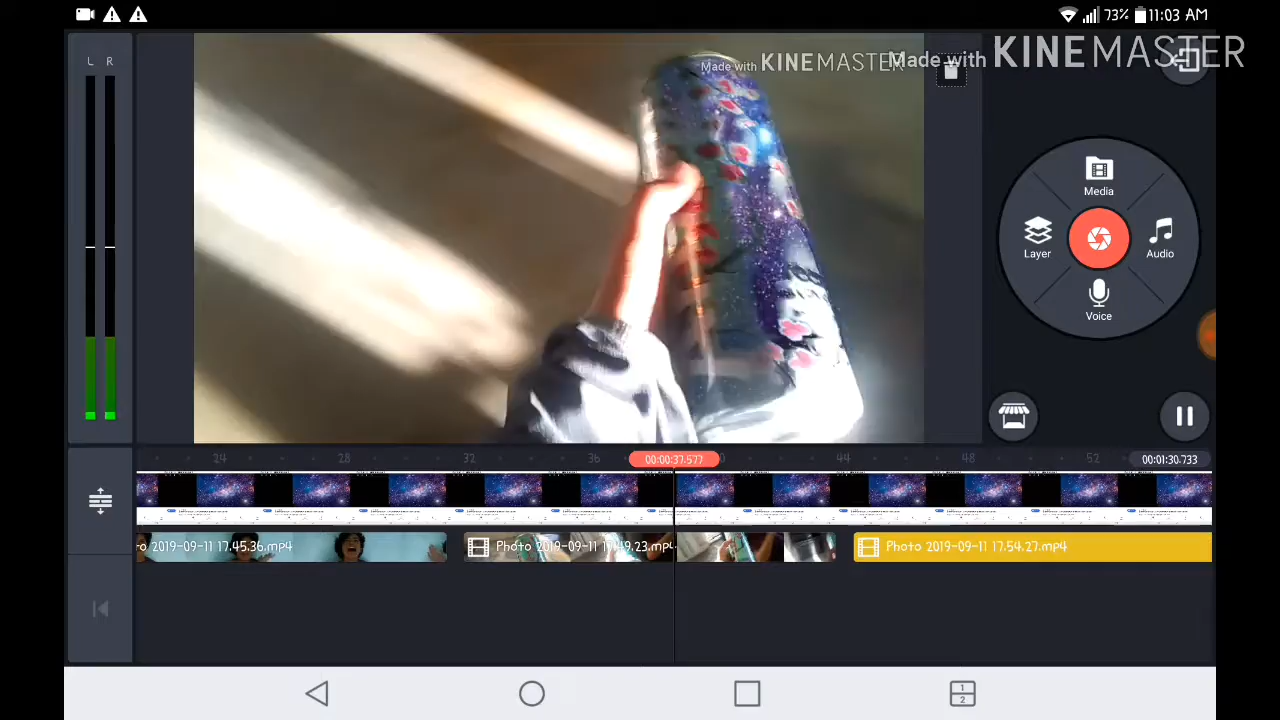 73% 11:03 AM
L R
Made with KINEMASTER
Made with KINEMASTER
Media
Layer
Audio
Voice
24 28 32 36 44 48 52
00:00:37.577
00:01:30.733
o 2019-09-11 17.45.36.mp4
Photo 2019-09-11 17.49.23.mp4
Photo 2019-09-11 17.54.27.mp4
1
2